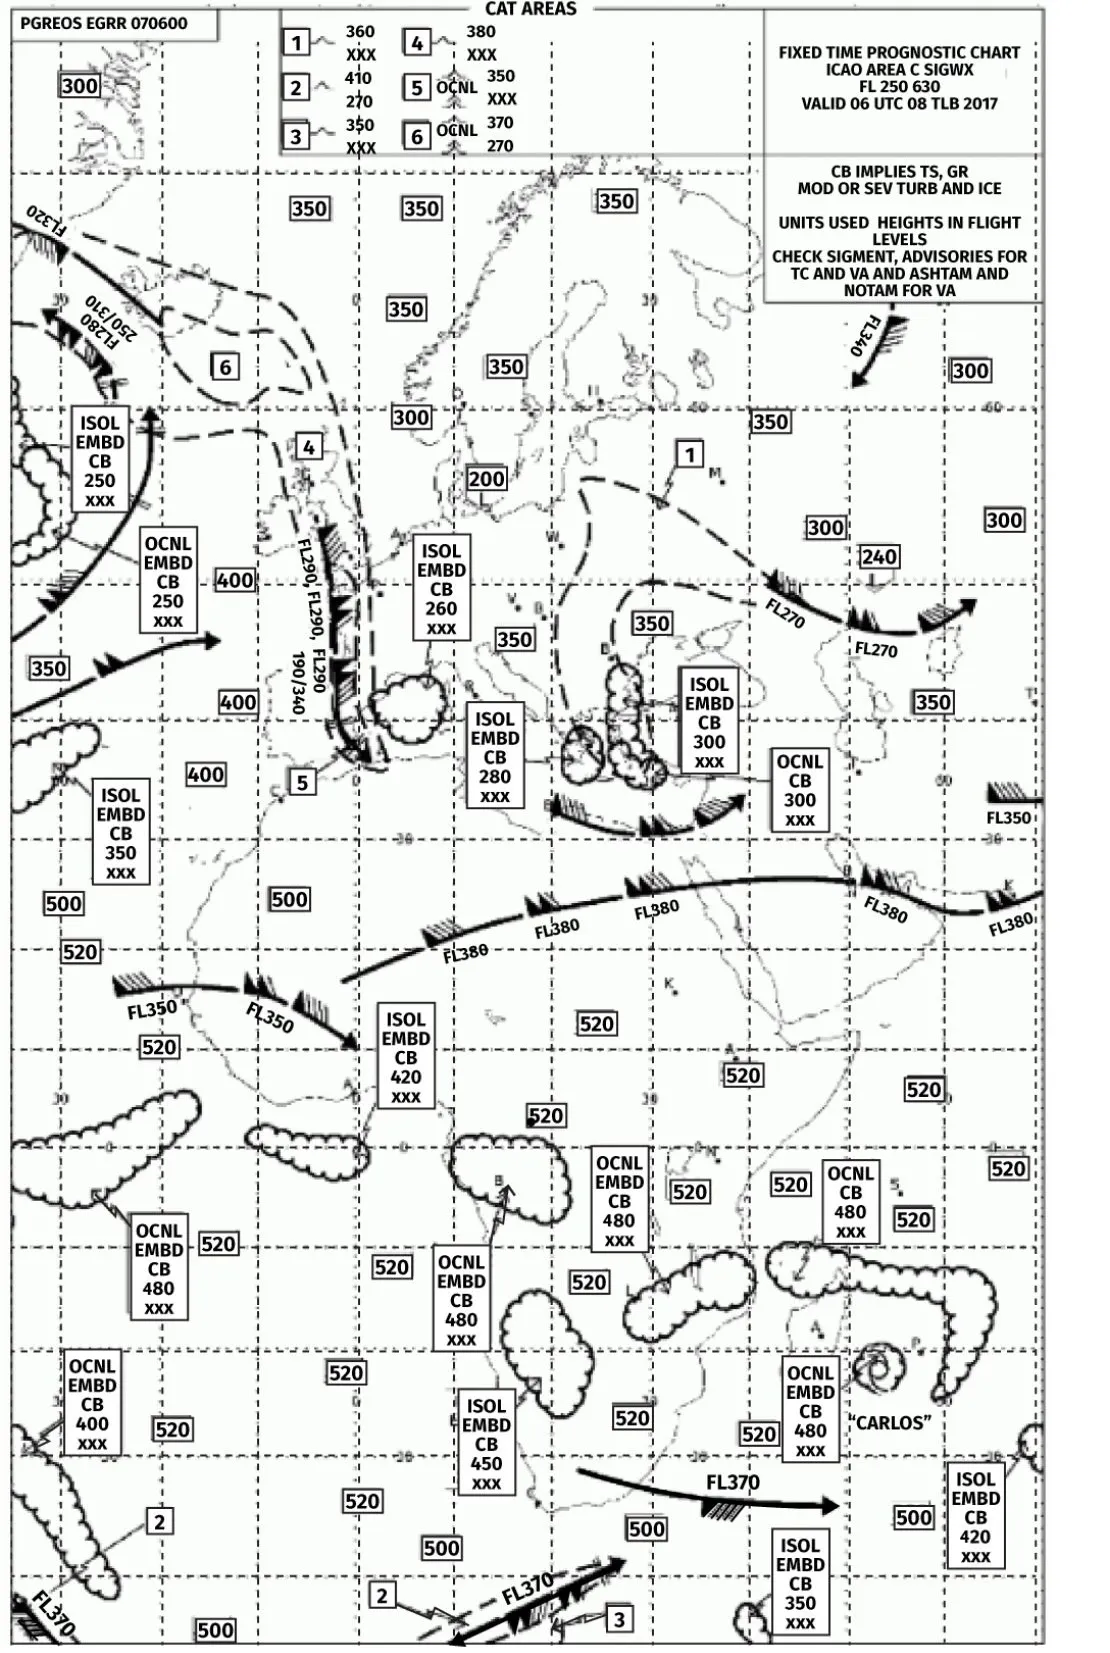 CAT AREAS
PGREOS EGRR 070600
1 360 XXX
2 410 270
3 350 XXX
4 380 XXX
5 OCNL 350 XXX
6 OCNL 370 270
FIXED TIME PROGNOSTIC CHART
ICAO AREA C SIGWX
FL 250 630
VALID 06 UTC 08 TLB 2017
CB IMPLIES TS, GR
MOD OR SEV TURB AND ICE
UNITS USED HEIGHTS IN FLIGHT
LEVELS
CHECK SIGMENT, ADVISORIES FOR
TC AND VA AND ASHTAM AND
NOTAM FOR VA
300
350
350
350
FL320
350
FL280
250/310
6
350
FL340
300
300
350
ISOL
EMBD
CB
250
XXX
4
1
M
200
300
300
240
OCNL
EMBD
CB
250
XXX
400
FL290, FL290, FL290
190/340
ISOL
EMBD
CB
260
XXX
W
A
V
B
FL270
FL270
350
350
350
400
350
ISOL
EMBD
CB
300
XXX
ISOL
EMBD
CB
280
XXX
400
5
OCNL
CB
300
XXX
ISOL
EMBD
CB
350
XXX
FL350
500
500
FL380
FL380
FL380
FL380
FL380
K
520
FL350
FL350
K
520
520
ISOL
EMBD
CB
420
XXX
A
520
520
A
520
520
OCNL
EMBD
CB
480
XXX
520
520
OCNL
CB
480
XXX
S
520
B
OCNL
EMBD
CB
480
XXX
520
520
OCNL
EMBD
CB
480
XXX
520
L
A
P
OCNL
EMBD
CB
400
XXX
520
OCNL
EMBD
CB
480
XXX
"CARLOS"
520
ISOL
EMBD
CB
450
XXX
520
520
FL370
ISOL
EMBD
CB
420
XXX
520
2
500
500
500
ISOL
EMBD
CB
350
XXX
FL370
FL370
2
3
500